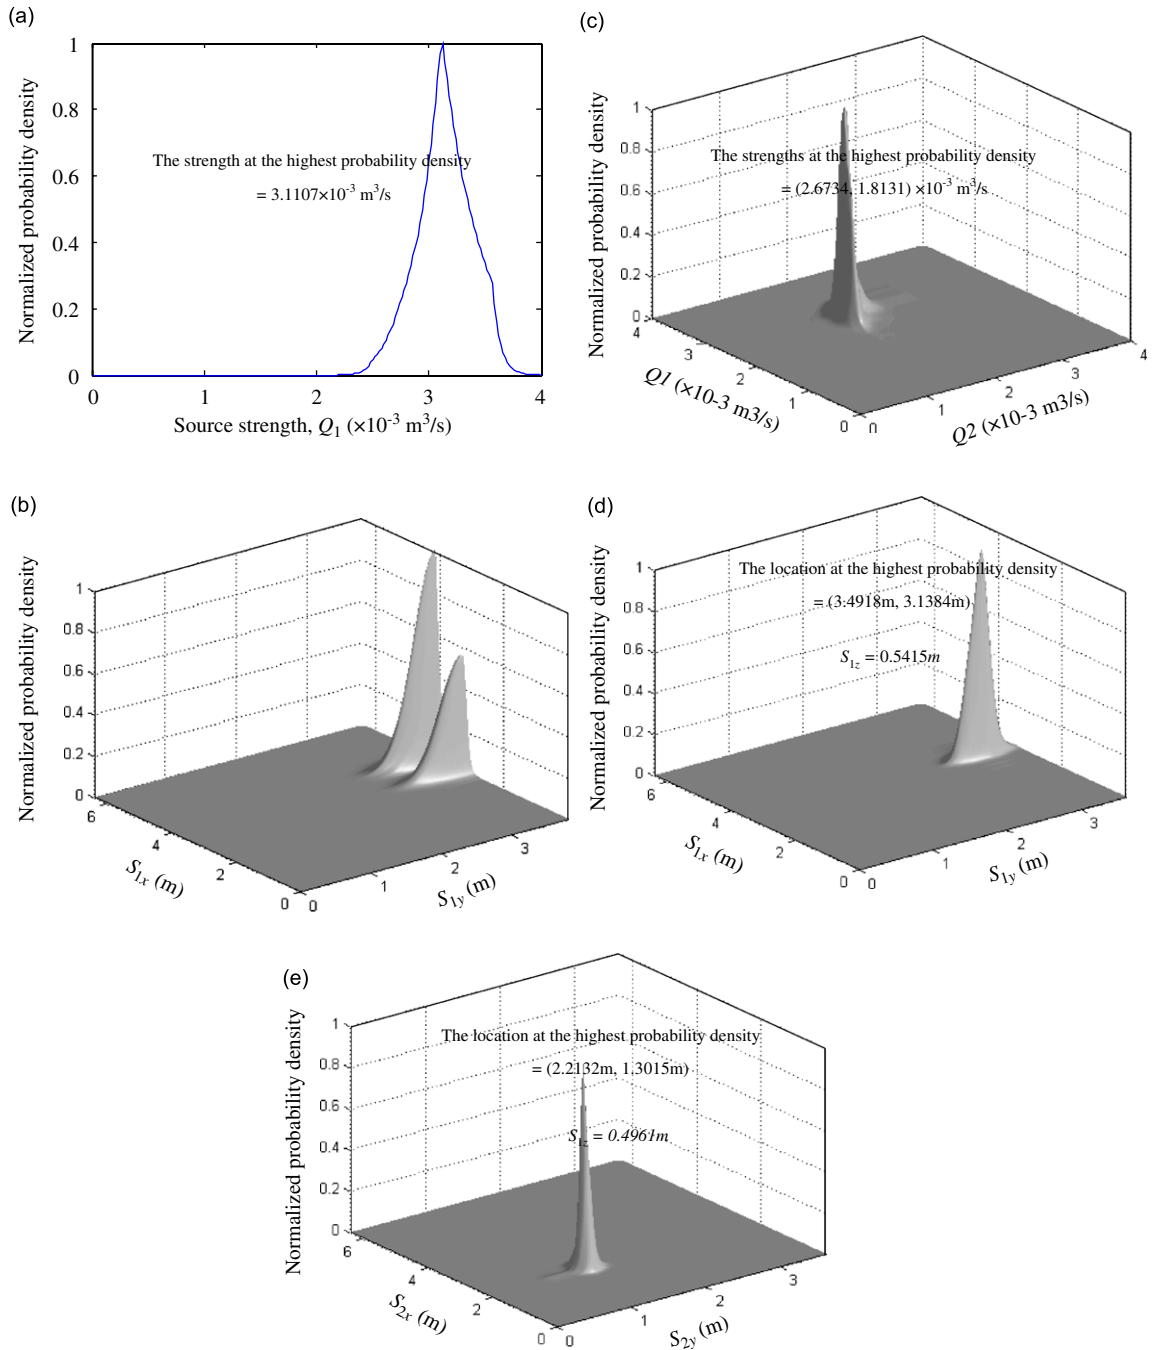 (a)
1
0.8
0.6
0.4
0.2
0
Normalized probability density
The strength at the highest probability density
= 3.1107×10-3 m3/s
0 1 2 3 4
Source strength, Q1 (×10-3 m3/s)
(c)
1
0.8
0.6
0.4
0.2
0
Normalized probability density
The strengths at the highest probability density
= (2.6734, 1.8131) ×10-3 m3/s
4 3 2 1 0
Q1 (×10-3 m3/s)
0 1 2 3 4
Q2 (×10-3 m3/s)
(b)
1
0.8
0.6
0.4
0.2
0
Normalized probability density
6 4 2 0
S1x (m)
0 1 2 3
S1y (m)
(d)
1
0.8
0.6
0.4
0.2
0
Normalized probability density
The location at the highest probability density
= (3.4918m, 3.1384m)
S1z = 0.5415m
6 4 2 0
S1x (m)
0 1 2 3
S1y (m)
(e)
1
0.8
0.6
0.4
0.2
0
Normalized probability density
The location at the highest probability density
= (2.2132m, 1.3015m)
S1z = 0.4961m
6 4 2 0
S2x (m)
0 1 2 3
S2y (m)